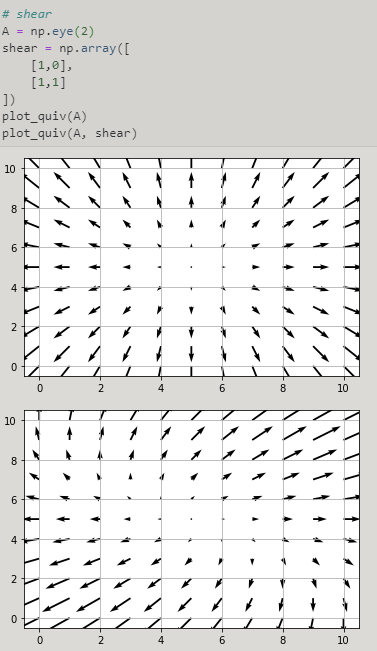 # shear
A = np.eye(2)
shear = np.array([
    [1,0],
    [1,1]
])
plot_quiv(A)
plot_quiv(A, shear)
10
8
6
4
2
0
0 2 4 6 8 10
10
8
6
4
2
0
0 2 4 6 8 10